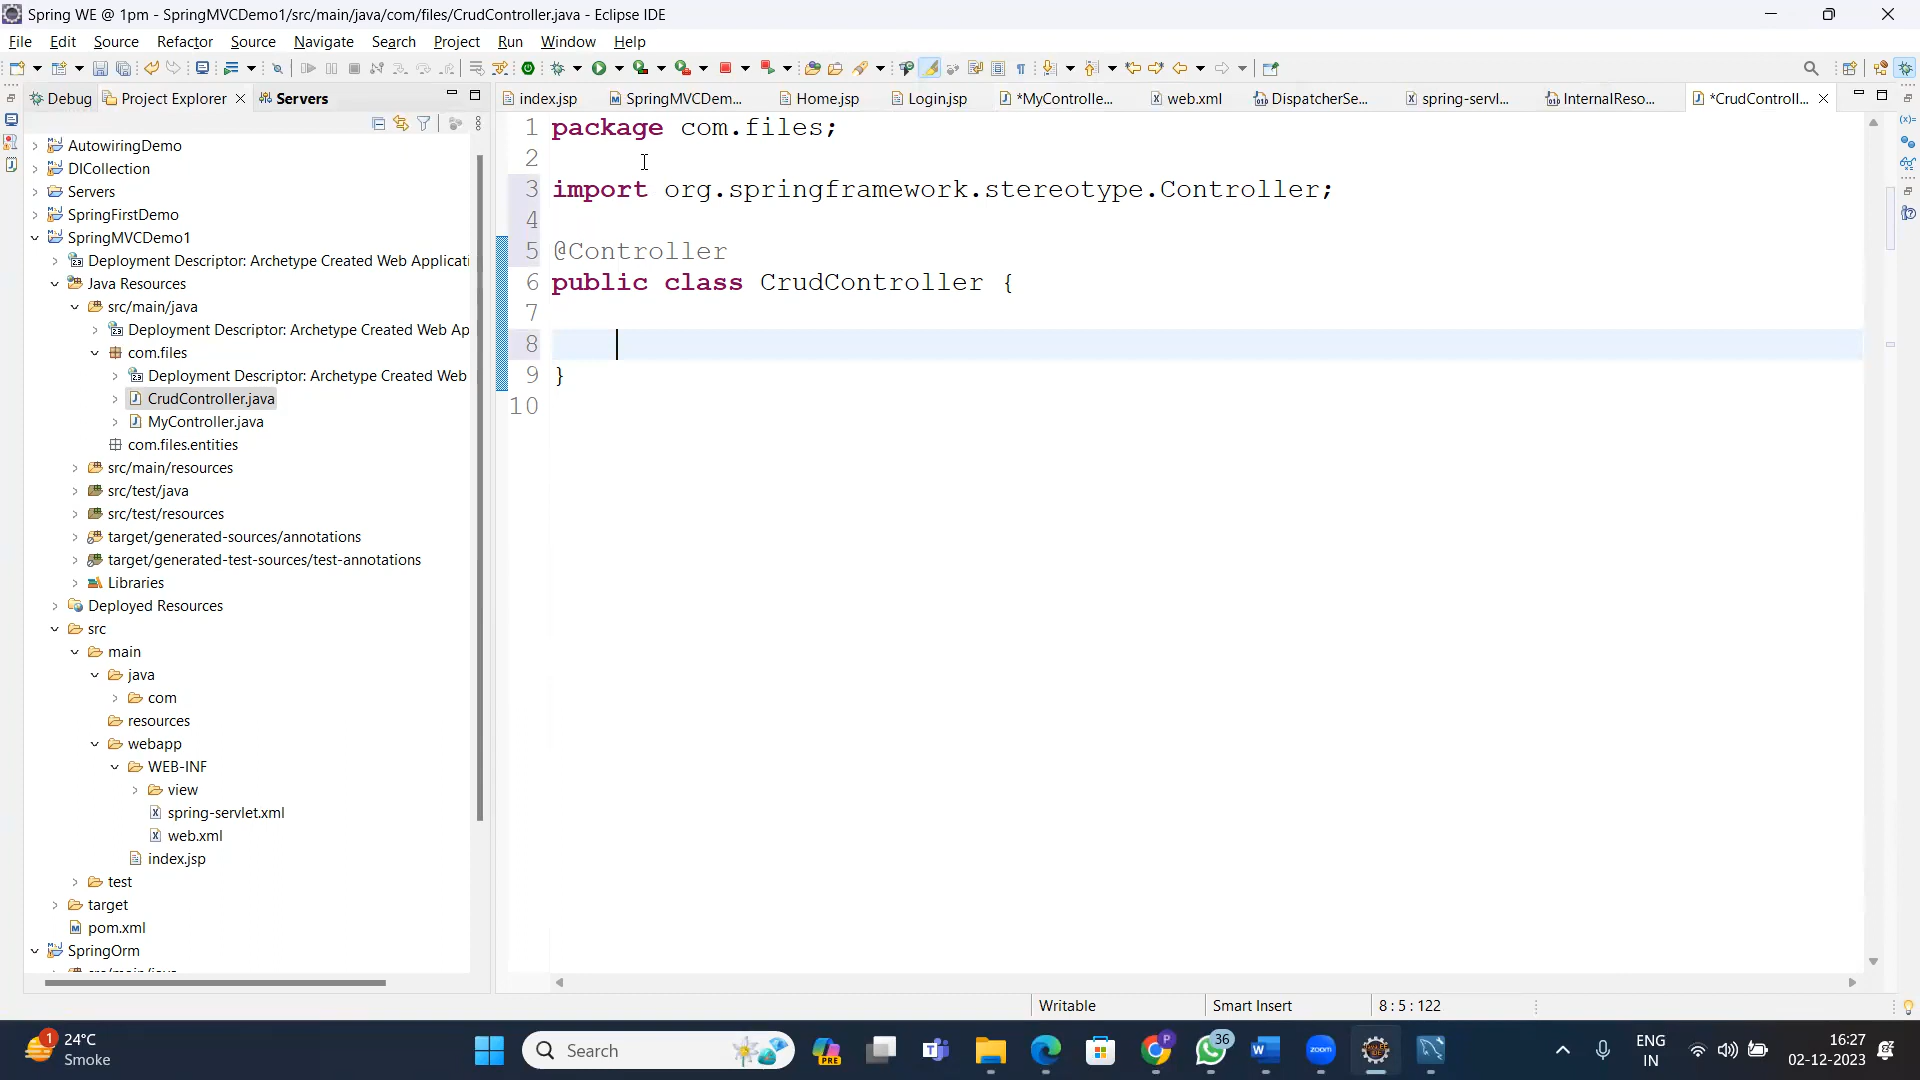 Spring WE @ 1pm - SpringMVCDemo1/src/main/java/com/files/CrudController.java - Eclipse IDE
File Edit Source Refactor Source Navigate Search Project Run Window Help
Debug Project Explorer Servers
index.jsp SpringMVCDem... Home.jsp Login.jsp *MyControlle... web.xml DispatcherSe... spring-servl... InternalReso... *CrudControll...
AutowiringDemo
DICollection
Servers
SpringFirstDemo
SpringMVCDemo1
Deployment Descriptor: Archetype Created Web Applicati
Java Resources
src/main/java
Deployment Descriptor: Archetype Created Web Ap
com.files
Deployment Descriptor: Archetype Created Web
CrudController.java
MyController.java
com.files.entities
src/main/resources
src/test/java
src/test/resources
target/generated-sources/annotations
target/generated-test-sources/test-annotations
Libraries
Deployed Resources
src
main
java
com
resources
webapp
WEB-INF
view
spring-servlet.xml
web.xml
index.jsp
test
target
pom.xml
SpringOrm
1 package com.files;
2
3 import org.springframework.stereotype.Controller;
4
5 @Controller
6 public class CrudController {
7
8
9 }
10
Writable Smart Insert 8 : 5 : 122
1 24°C
Smoke
Search
PRE
36
zoom
ENG
IN
16:27
02-12-2023